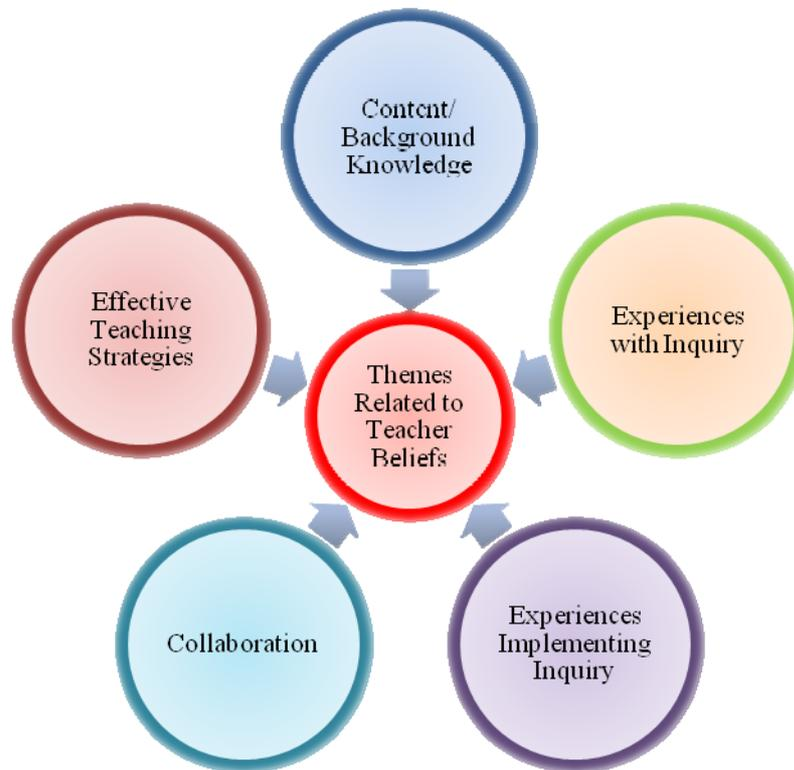 Content/
Background
Knowledge
Effective
Teaching
Strategies
Experiences
with Inquiry
Themes
Related to
Teacher
Beliefs
Collaboration
Experiences
Implementing
Inquiry